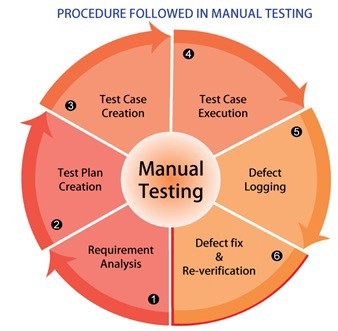 PROCEDURE FOLLOWED IN MANUAL TESTING
4
Test Case
Execution
3
Test Case
Creation
5
Defect
Logging
Manual
Testing
Test Plan
Creation
2
6
Defect fix
&
Re-verification
Requirement
Analysis
1